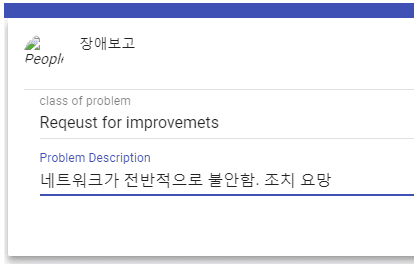 장애보고
People
class of problem
Reqeust for improvemets
Problem Description
네트워크가 전반적으로 불안함. 조치 요망